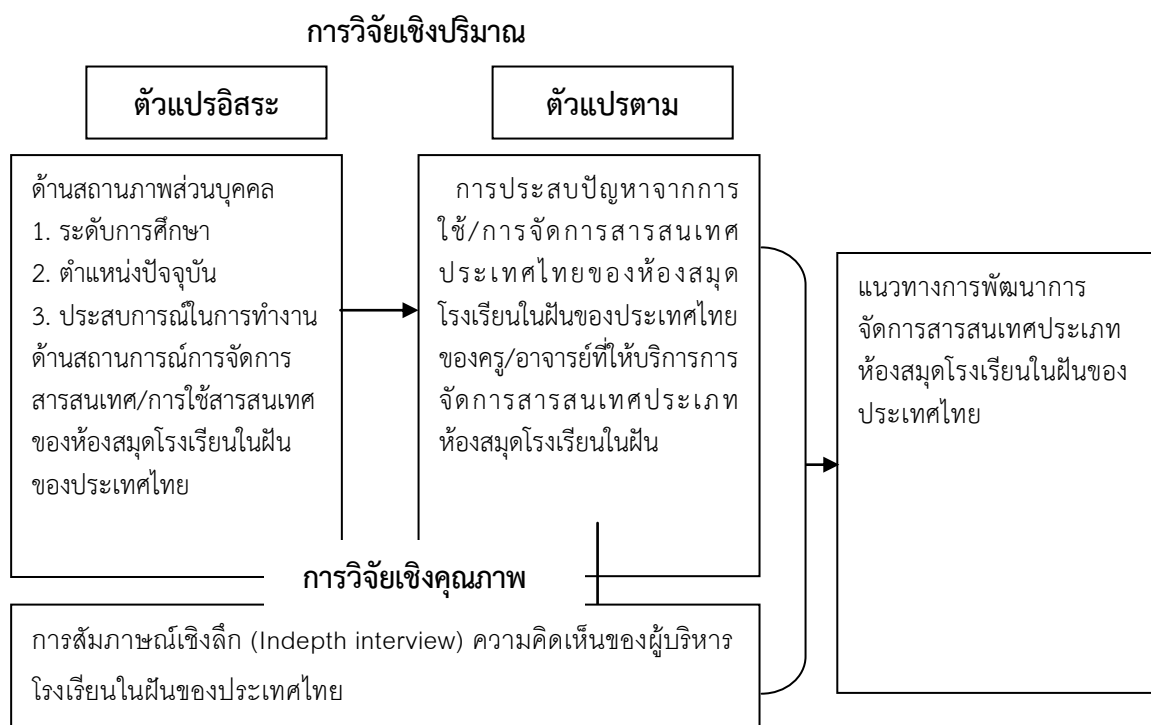 การวิจัยเชิงปริมาณ
ตัวแปรอิสระ
ตัวแปรตาม
ด้านสถานภาพส่วนบุคคล
1. ระดับการศึกษา
2. ตำแหน่งปัจจุบัน
3. ประสบการณ์ในการทำงาน
ด้านสถานการณ์การจัดการ
สารสนเทศ/การใช้สารสนเทศ
ของห้องสมุดโรงเรียนในฝัน
ของประเทศไทย
การประสบปัญหาจากการ
ใช้/การจัดการสารสนเทศ
ประเทศไทยของห้องสมุด
โรงเรียนในฝันของประเทศไทย
ของครู/อาจารย์ที่ให้บริการการ
จัดการสารสนเทศประเภท
ห้องสมุดโรงเรียนในฝัน
แนวทางการพัฒนาการ
จัดการสารสนเทศประเภท
ห้องสมุดโรงเรียนในฝันของ
ประเทศไทย
การวิจัยเชิงคุณภาพ
การสัมภาษณ์เชิงลึก (Indepth interview) ความคิดเห็นของผู้บริหาร
โรงเรียนในฝันของประเทศไทย